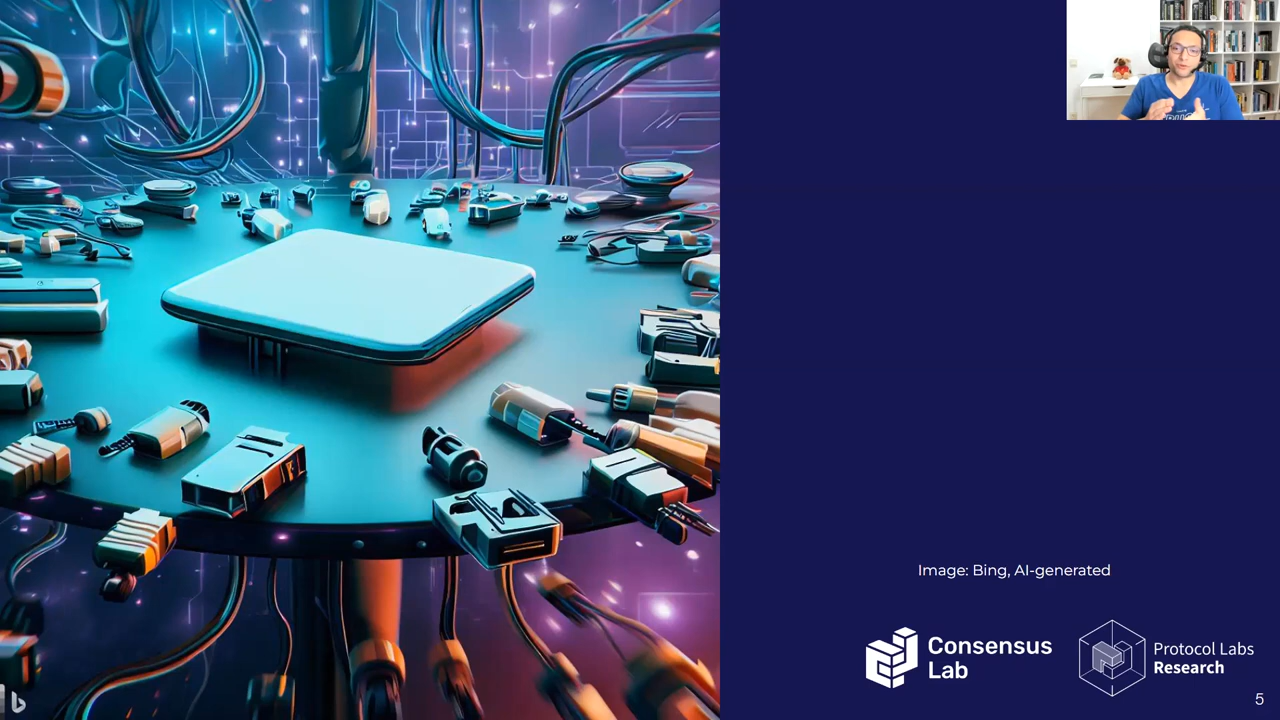 Image: Bing, AI-generated
Consensus
Lab
Protocol Labs
Research
5